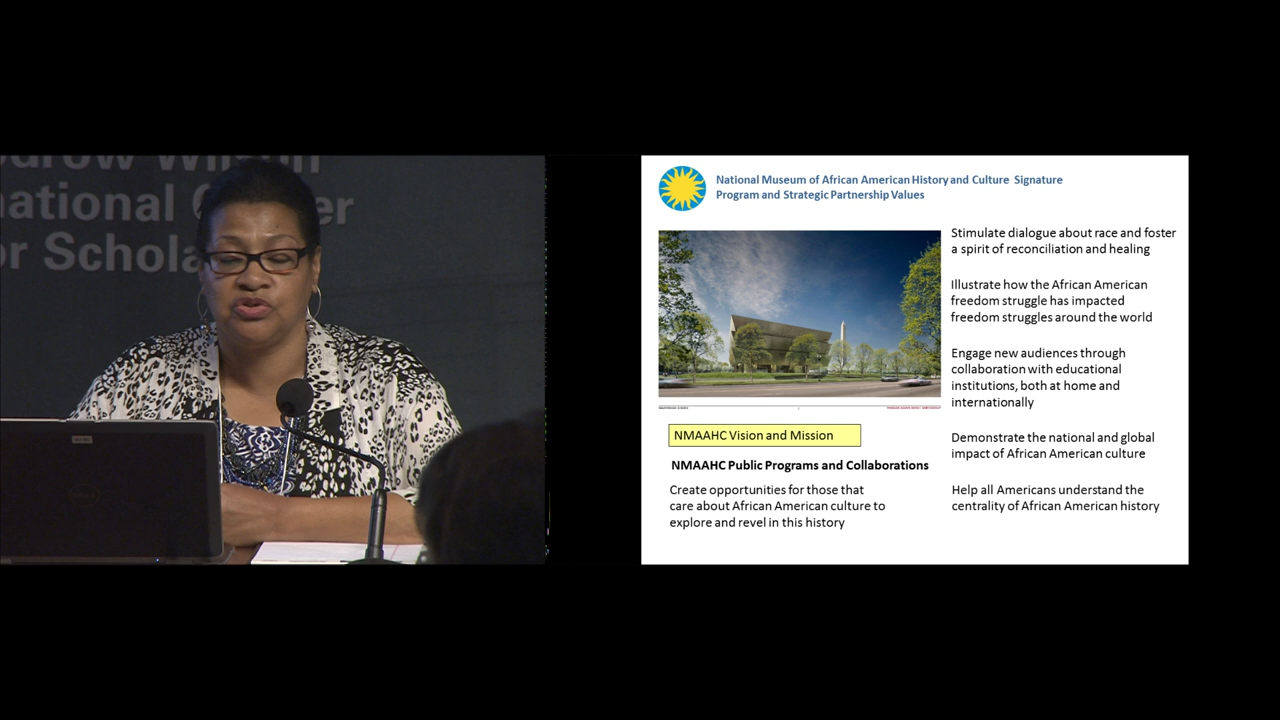 odrow Wilson
national Center
or Schola
National Museum of African American History and Culture Signature
Program and Strategic Partnership Values
Stimulate dialogue about race and foster
a spirit of reconciliation and healing
Illustrate how the African American
freedom struggle has impacted
freedom struggles around the world
Engage new audiences through
collaboration with educational
institutions, both at home and
internationally
Demonstrate the national and global
impact of African American culture
Help all Americans understand the
centrality of African American history
NMAAHC Vision and Mission
NMAAHC Public Programs and Collaborations
Create opportunities for those that
care about African American culture to
explore and revel in this history